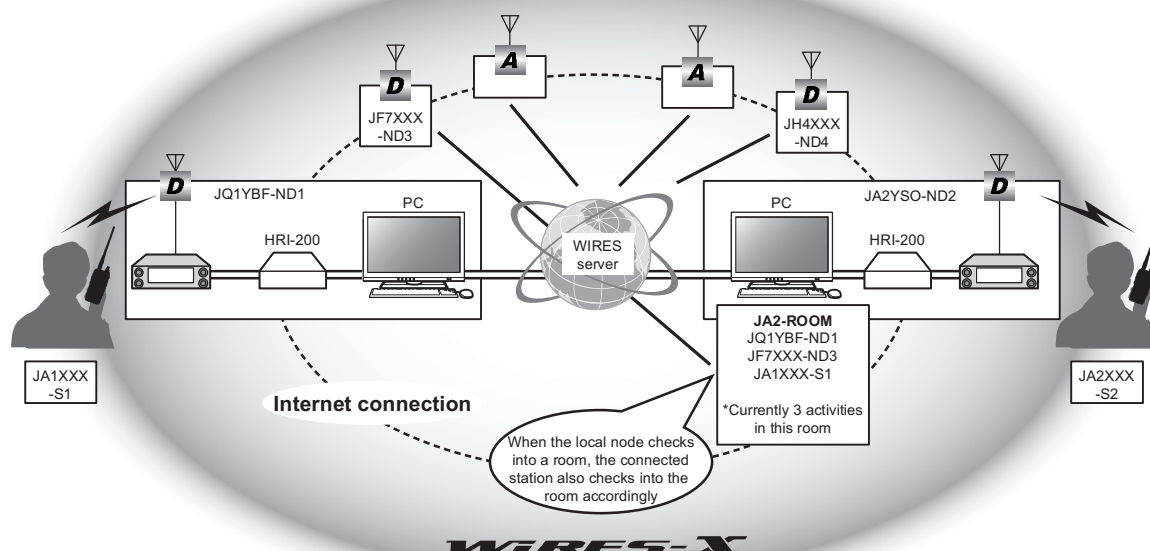 A
A
D
JF7XXX
-ND3
D
JH4XXX
-ND4
D
JQ1YBF-ND1
PC
HRI-200
WIRES
server
PC
JA2YSO-ND2
HRI-200
D
JA1XXX
-S1
JA2XXX
-S2
JA2-ROOM
JQ1YBF-ND1
JF7XXX-ND3
JA1XXX-S1
*Currently 3 activities
in this room
Internet connection
When the local node checks
into a room, the connected
station also checks into the
room accordingly
WiRES-X